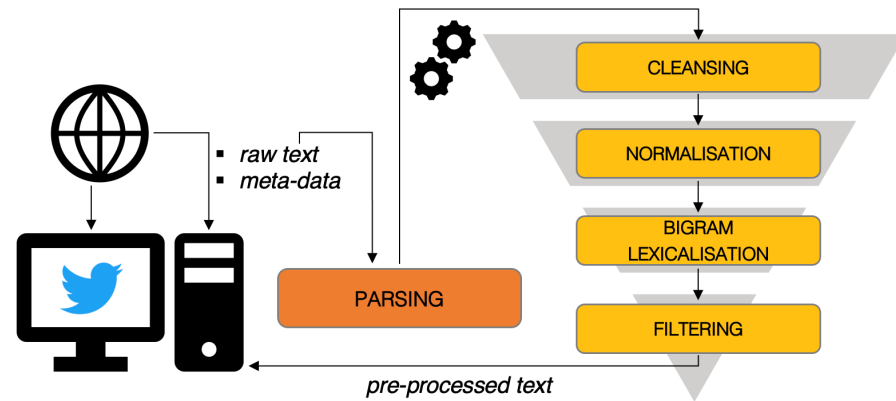 ▪ raw text
▪ meta-data
PARSING
CLEANSING
NORMALISATION
BIGRAM
LEXICALISATION
FILTERING
pre-processed text